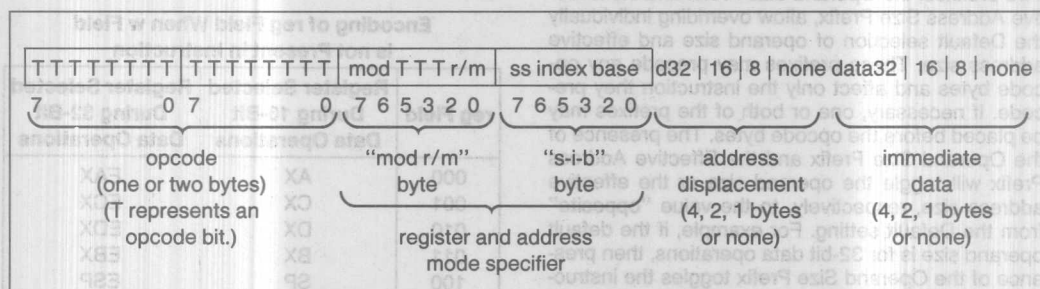 TTTTTTTT TTTTTTTT mod TTT r/m ss index base d32 | 16 | 8 | none data32 | 16 | 8 | none
7 0 7 0 7 6 5 3 2 0 7 6 5 3 2 0
opcode "mod r/m" "s-i-b" address immediate
(one or two bytes) byte byte displacement data
(T represents an (4, 2, 1 bytes (4, 2, 1 bytes
opcode bit.) register and address or none) or none)
mode specifier